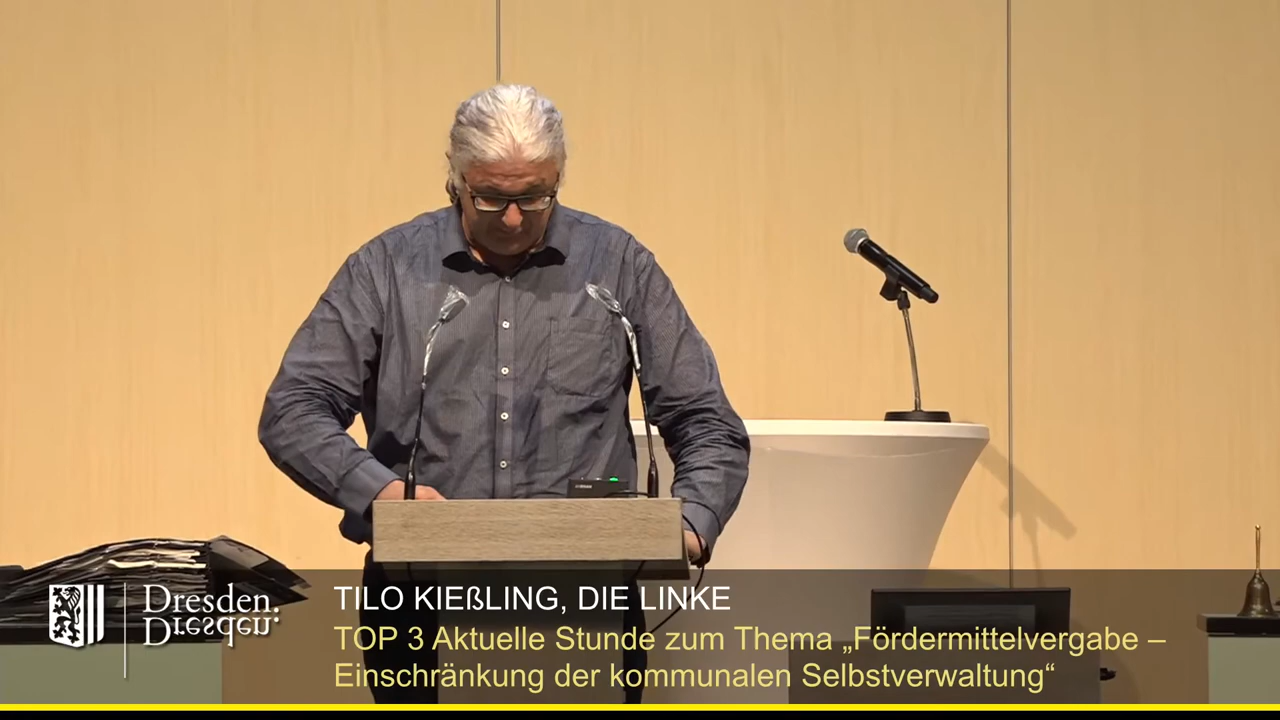 Dresden.
Dresden.
TILO KIEßLING, DIE LINKE
TOP 3 Aktuelle Stunde zum Thema „Fördermittelvergabe –
Einschränkung der kommunalen Selbstverwaltung“